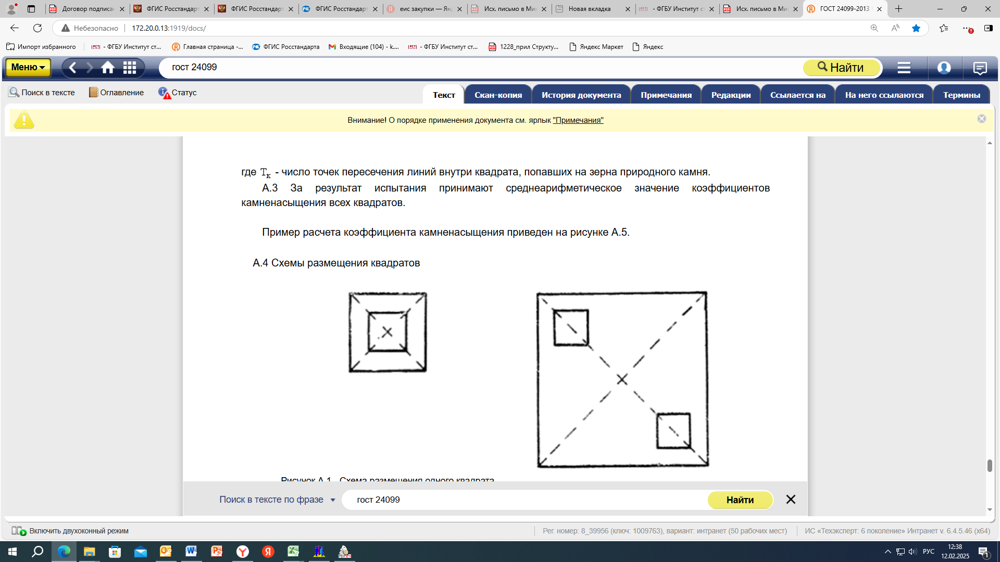 Договор подписан
ФГИС Росстандарт
ФГИС Росстандарт
ФГИС Росстандарт
еис закупки — Янд
Исх. письмо в Мин
Новая вкладка
- ФГБУ Институт ст
Исх. письмо в Мин
ГОСТ 24099-2013
Небезопасно
172.20.0.13:1919/docs/
Импорт избранного
- ФГБУ Институт ст...
Главная страница -...
ФГИС Росстандарта
Входящие (104) - k....
- ФГБУ Институт ст...
1228_прил Структу...
Яндекс Маркет
Яндекс
Меню
гост 24099
Найти
Поиск в тексте
Оглавление
Статус
Текст
Скан-копия
История документа
Примечания
Редакции
Ссылается на
На него ссылаются
Термины
Внимание! О порядке применения документа см. ярлык "Примечания"
где Tк - число точек пересечения линий внутри квадрата, попавших на зерна природного камня.
А.3 За результат испытания принимают среднеарифметическое значение коэффициентов
камненасыщения всех квадратов.
Пример расчета коэффициента камненасыщения приведен на рисунке А.5.
А.4 Схемы размещения квадратов
Рисунок А.1 Схема размещения одного квадрата
Поиск в тексте по фразе
гост 24099
Найти
Включить двухоконный режим
Рег. номер: 8_39956 (ключ: 1009763), вариант: интранет (50 рабочих мест)
ИС «Техэксперт: 6 поколение» Интранет v. 6.4.5.46 (x64)
РУС
12:38
12.02.2025
1